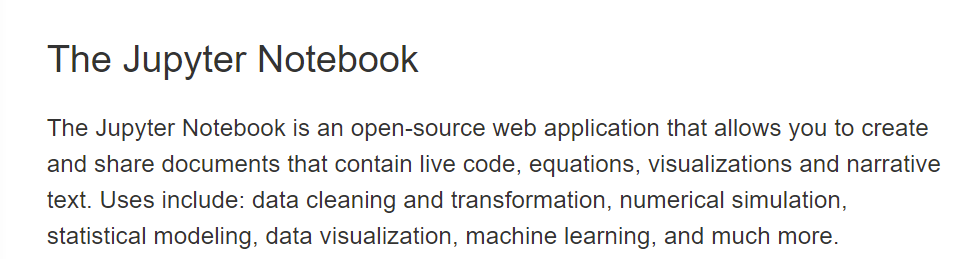 The Jupyter Notebook
The Jupyter Notebook is an open-source web application that allows you to create
and share documents that contain live code, equations, visualizations and narrative
text. Uses include: data cleaning and transformation, numerical simulation,
statistical modeling, data visualization, machine learning, and much more.